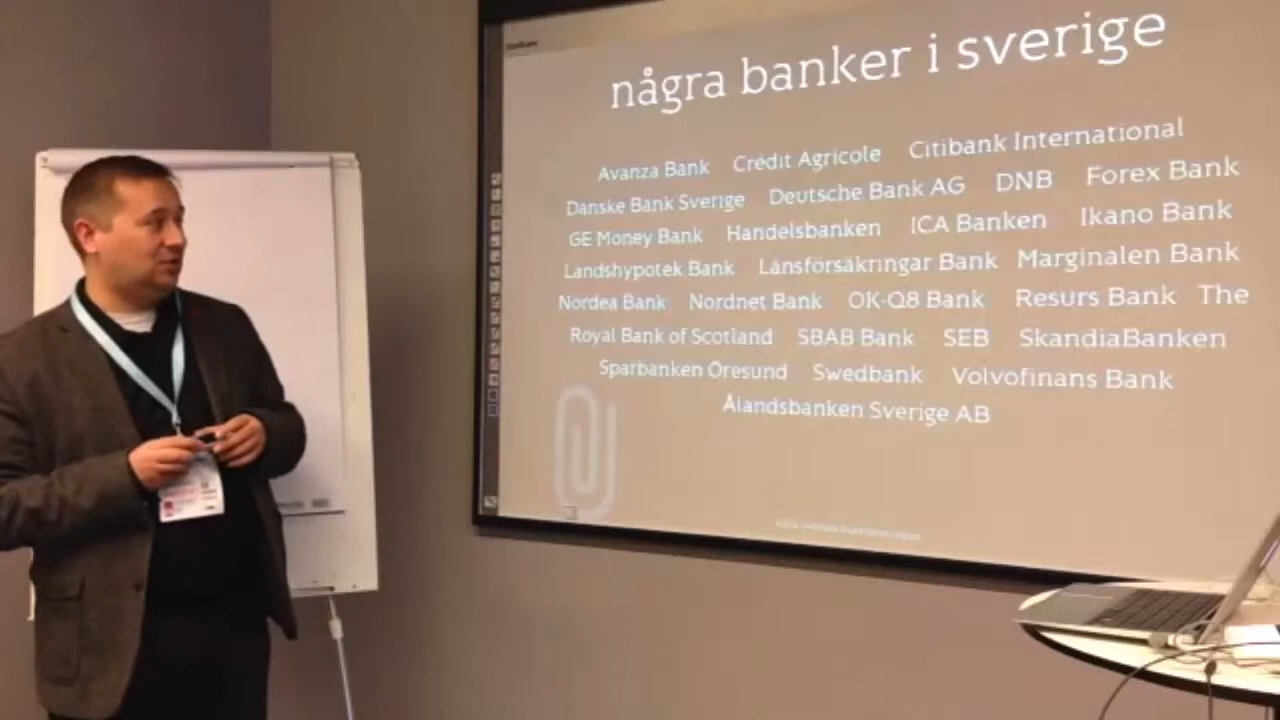 några banker i sverige
Avanza Bank Crédit Agricole Citibank International
Danske Bank Sverige Deutsche Bank AG DNB Forex Bank
GE Money Bank Handelsbanken ICA Banken Ikano Bank
Landshypotek Bank Länsförsäkringar Bank Marginalen Bank
Nordea Bank Nordnet Bank OK-Q8 Bank Resurs Bank The
Royal Bank of Scotland SBAB Bank SEB SkandiaBanken
Sparbanken Öresund Swedbank Volvofinans Bank
Ålandsbanken Sverige AB